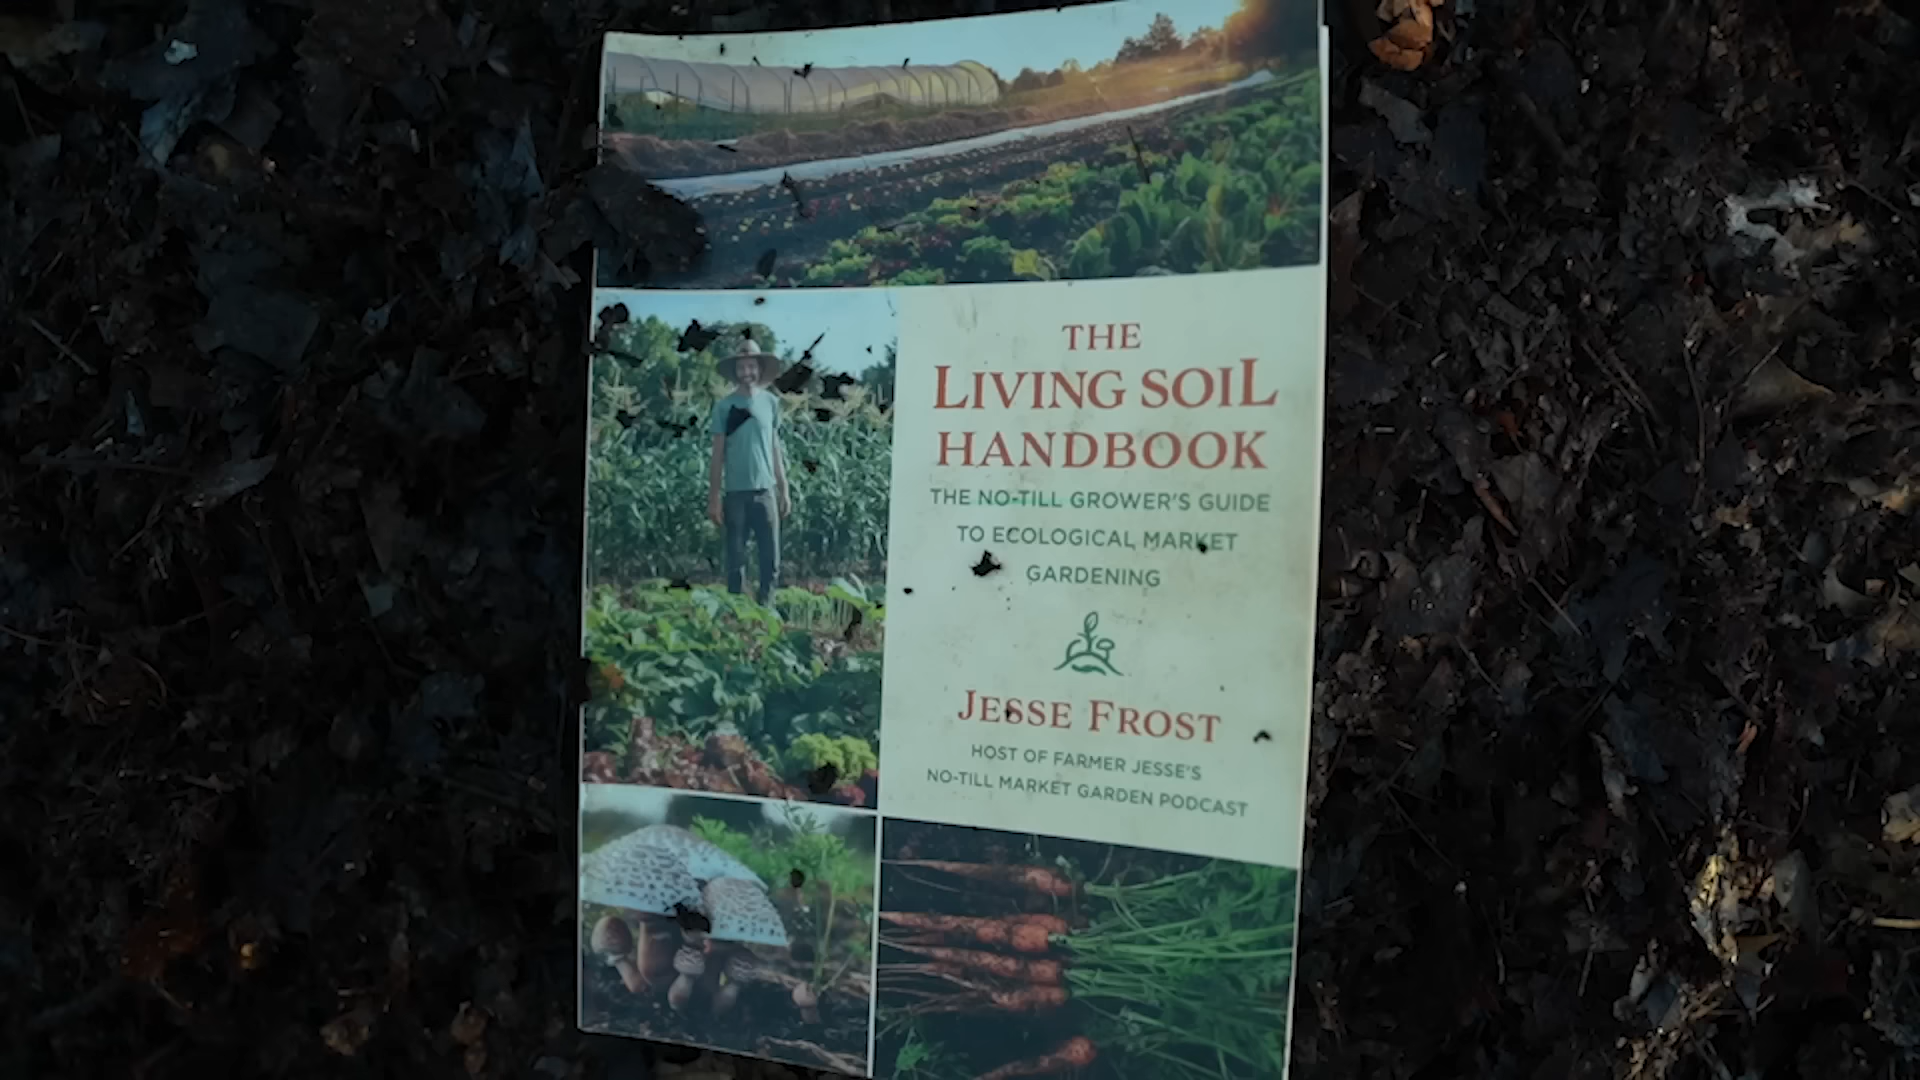 THE
LIVING SOIL
HANDBOOK
THE NO-TILL GROWER'S GUIDE
TO ECOLOGICAL MARKET
GARDENING
JESSE FROST
HOST OF FARMER JESSE'S
NO-TILL MARKET GARDEN PODCAST